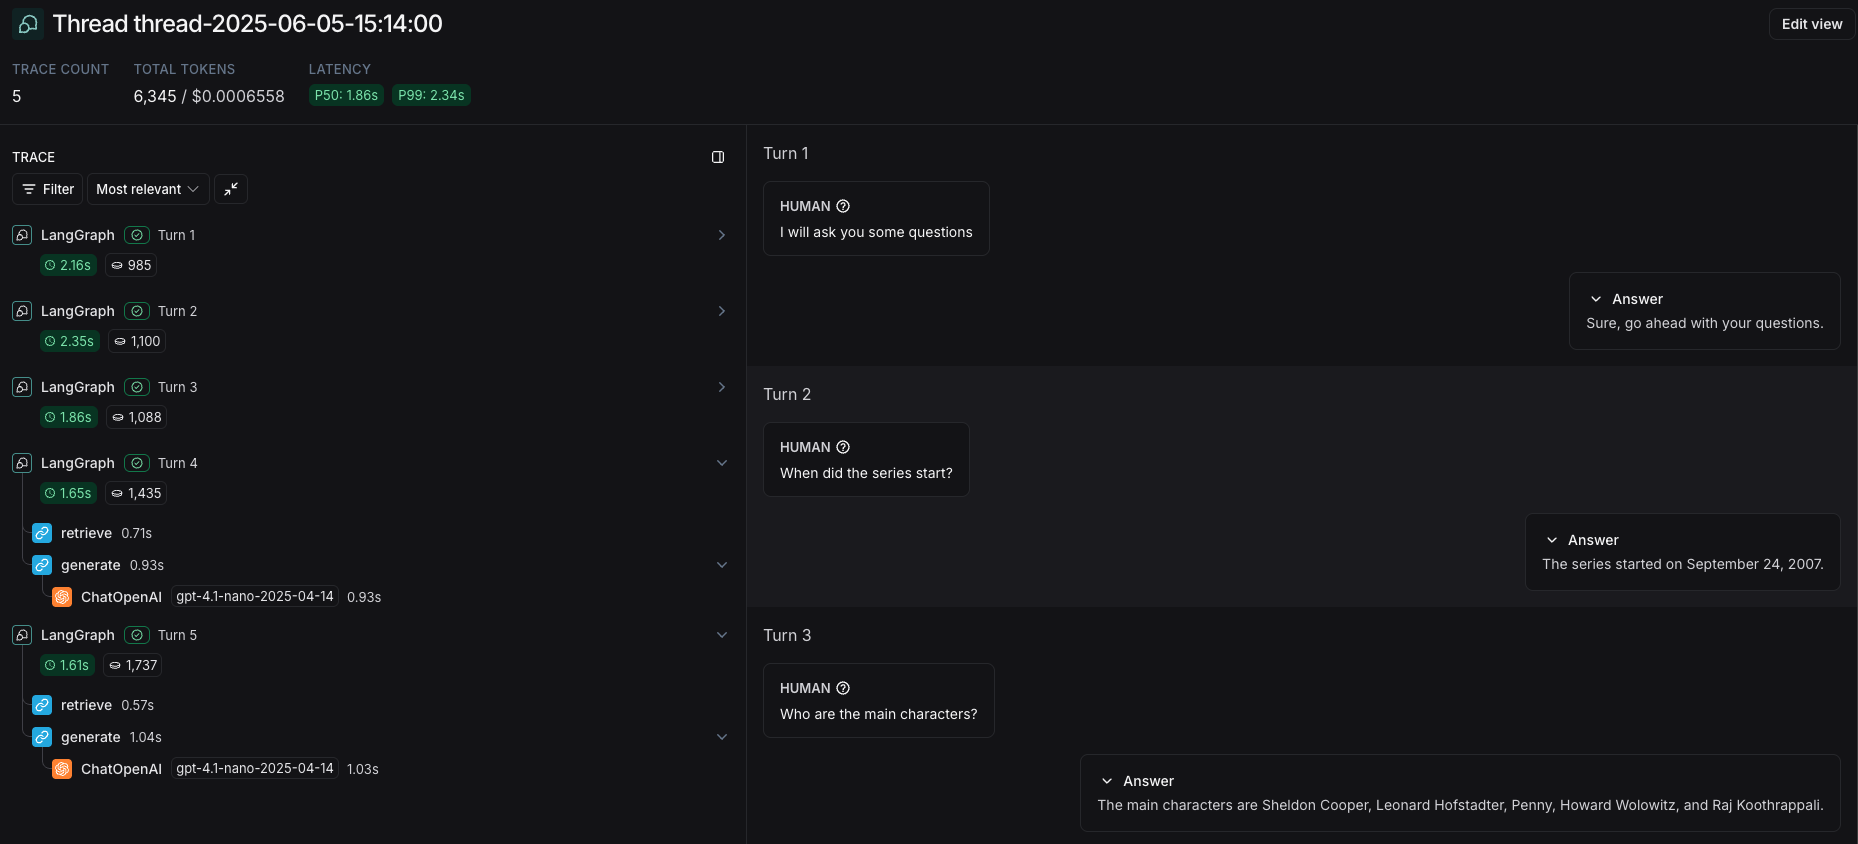 Thread thread-2025-06-05-15:14:00
Edit view
TRACE COUNT
5
TOTAL TOKENS
6,345 / $0.0006558
LATENCY
P50: 1.86s P99: 2.34s
TRACE
Filter Most relevant
LangGraph Turn 1
2.16s 985
LangGraph Turn 2
2.35s 1,100
LangGraph Turn 3
1.86s 1,088
LangGraph Turn 4
1.65s 1,435
retrieve 0.71s
generate 0.93s
ChatOpenAI gpt-4.1-nano-2025-04-14 0.93s
LangGraph Turn 5
1.61s 1,737
retrieve 0.57s
generate 1.04s
ChatOpenAI gpt-4.1-nano-2025-04-14 1.03s
Turn 1
HUMAN
I will ask you some questions
Answer
Sure, go ahead with your questions.
Turn 2
HUMAN
When did the series start?
Answer
The series started on September 24, 2007.
Turn 3
HUMAN
Who are the main characters?
Answer
The main characters are Sheldon Cooper, Leonard Hofstadter, Penny, Howard Wolowitz, and Raj Koothrappali.